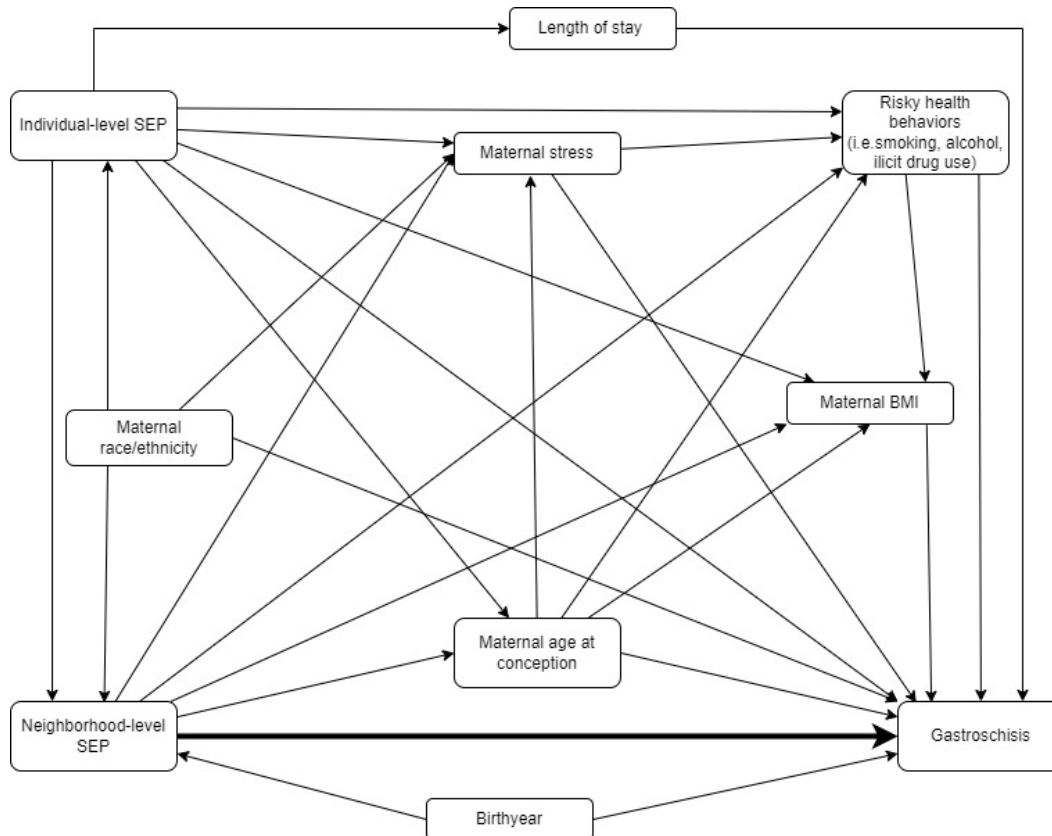 Length of stay
Individual-level SEP
Maternal stress
Risky health
behaviors
(i.e.smoking, alcohol,
ilicit drug use)
Maternal BMI
Maternal
race/ethnicity
Maternal age at
conception
Neighborhood-level
SEP
Gastroschisis
Birthyear